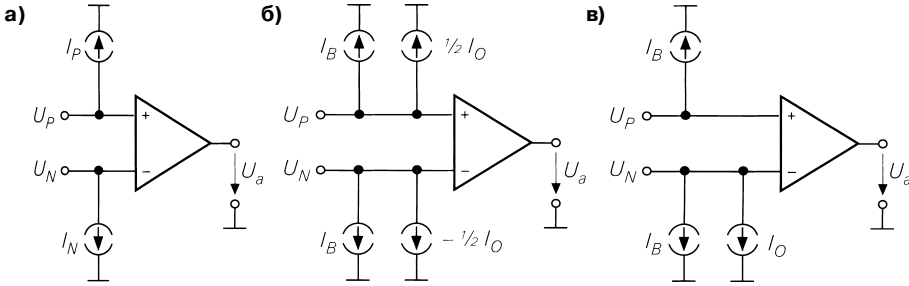 а)
I_P
U_P
+
U_N
−
U_a
I_N
б)
I_B ½ I_O
U_P
+
U_N
−
U_a
I_B − ½ I_O
в)
I_B
U_P
+
U_N
−
U_a
I_B I_O